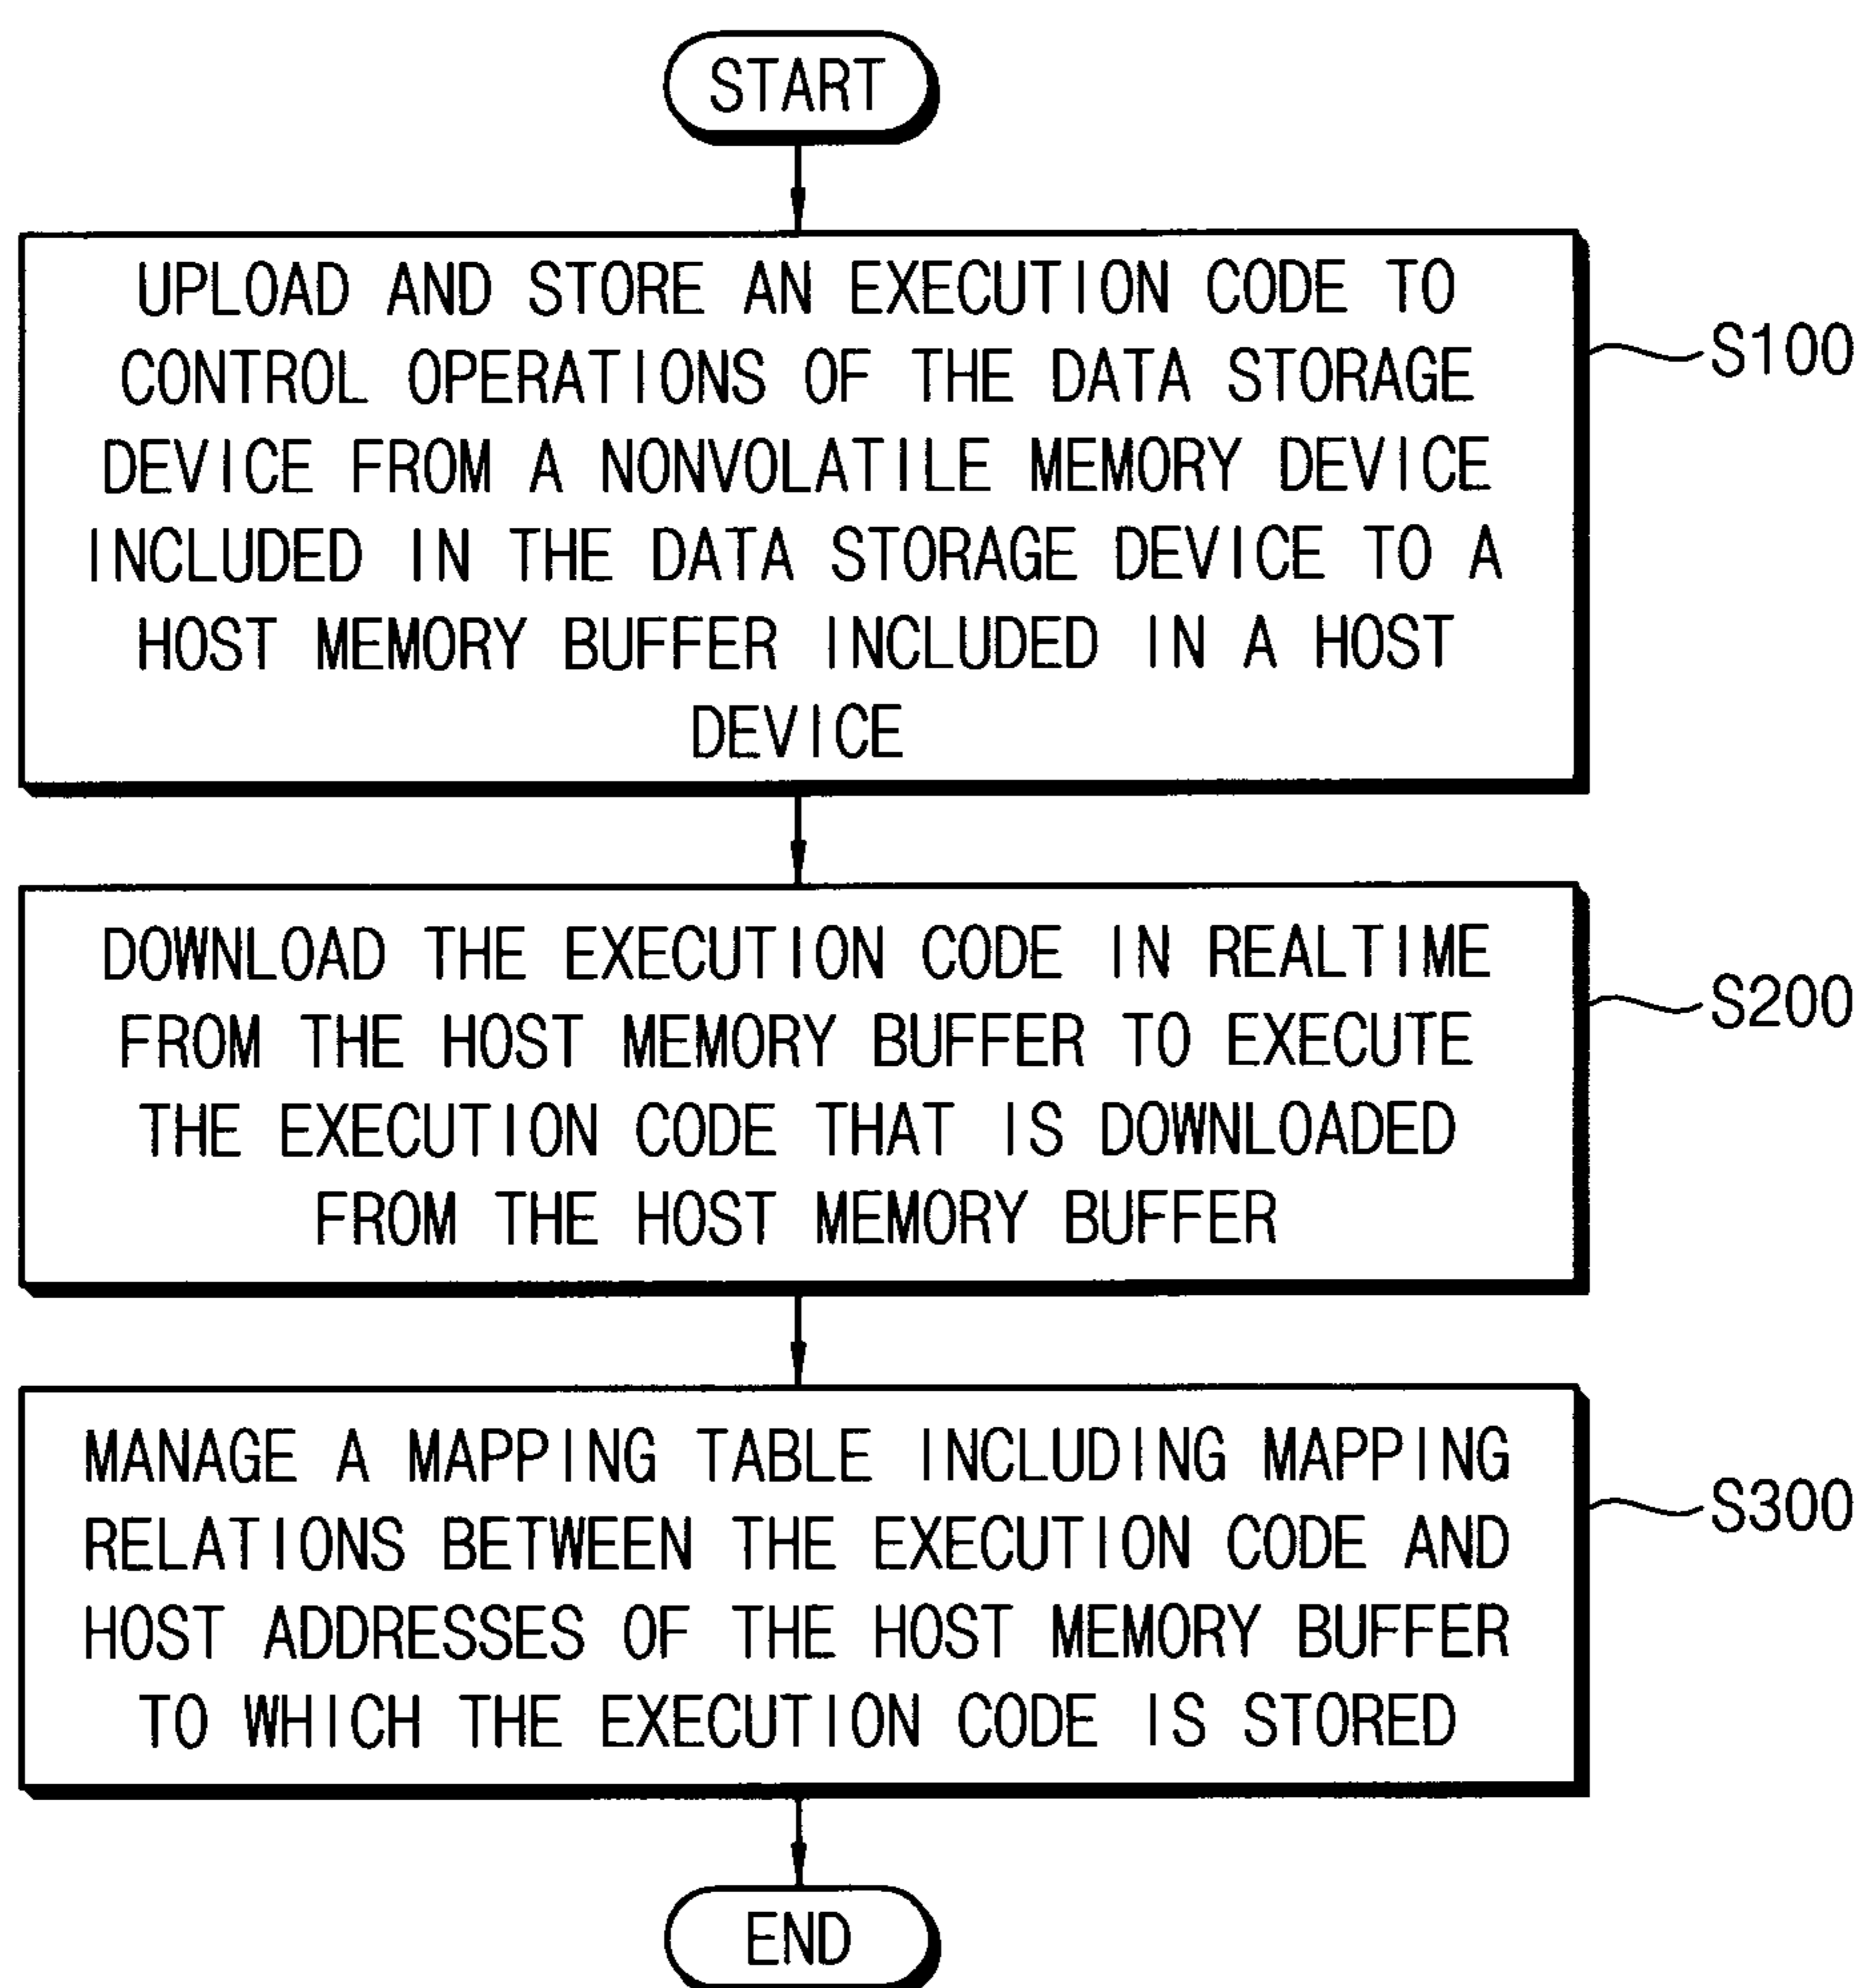 START
UPLOAD AND STORE AN EXECUTION CODE TO
CONTROL OPERATIONS OF THE DATA STORAGE
DEVICE FROM A NONVOLATILE MEMORY DEVICE
INCLUDED IN THE DATA STORAGE DEVICE TO A
HOST MEMORY BUFFER INCLUDED IN A HOST
DEVICE
S100
DOWNLOAD THE EXECUTION CODE IN REALTIME
FROM THE HOST MEMORY BUFFER TO EXECUTE
THE EXECUTION CODE THAT IS DOWNLOADED
FROM THE HOST MEMORY BUFFER
S200
MANAGE A MAPPING TABLE INCLUDING MAPPING
RELATIONS BETWEEN THE EXECUTION CODE AND
HOST ADDRESSES OF THE HOST MEMORY BUFFER
TO WHICH THE EXECUTION CODE IS STORED
S300
END